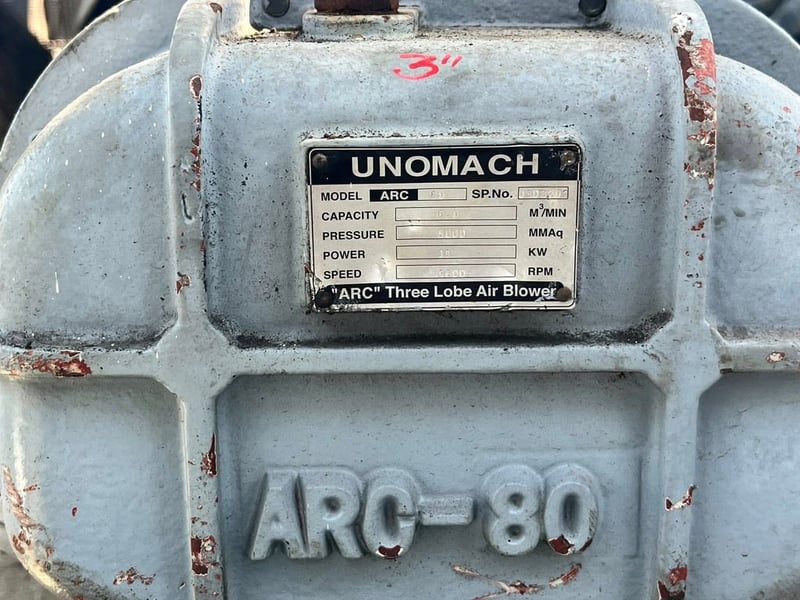 3"
UNOMACH
MODEL ARC 80 SP.No.
CAPACITY M³/MIN
PRESSURE 5000 MMAq
POWER KW
SPEED RPM
"ARC" Three Lobe Air Blower
ARC-80